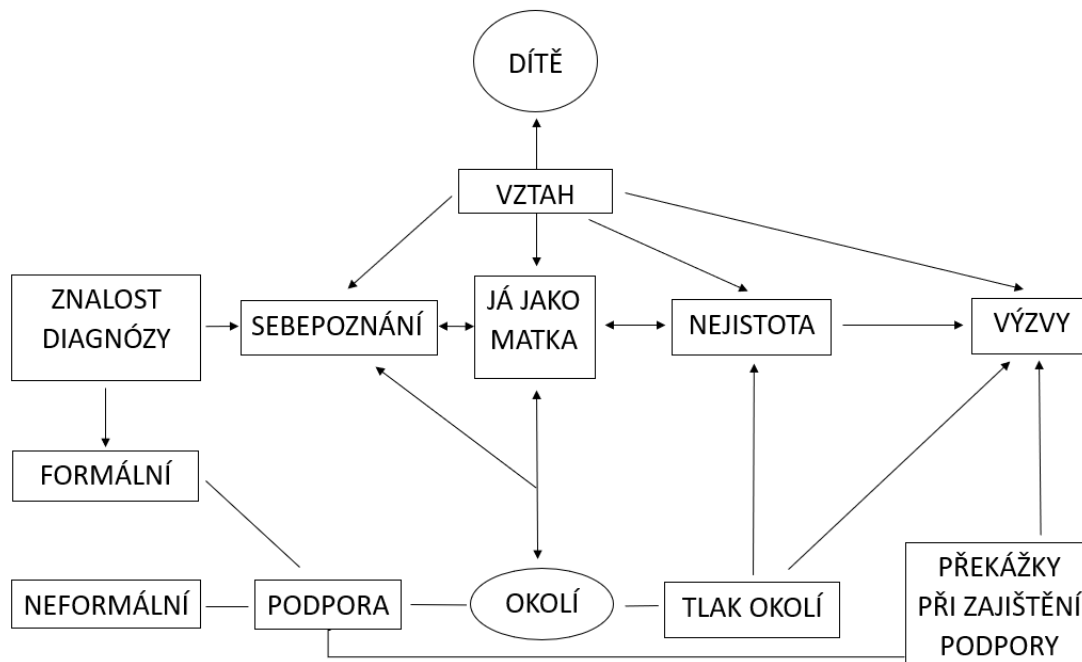 DÍTĚ
VZTAH
ZNALOST
DIAGNÓZY
SEBEPOZNÁNÍ
JÁ JAKO
MATKA
NEJISTOTA
VÝZVY
FORMÁLNÍ
NEFORMÁLNÍ
PODPORA
OKOLÍ
TLAK OKOLÍ
PŘEKÁŽKY
PŘI ZAJIŠTĚNÍ
PODPORY